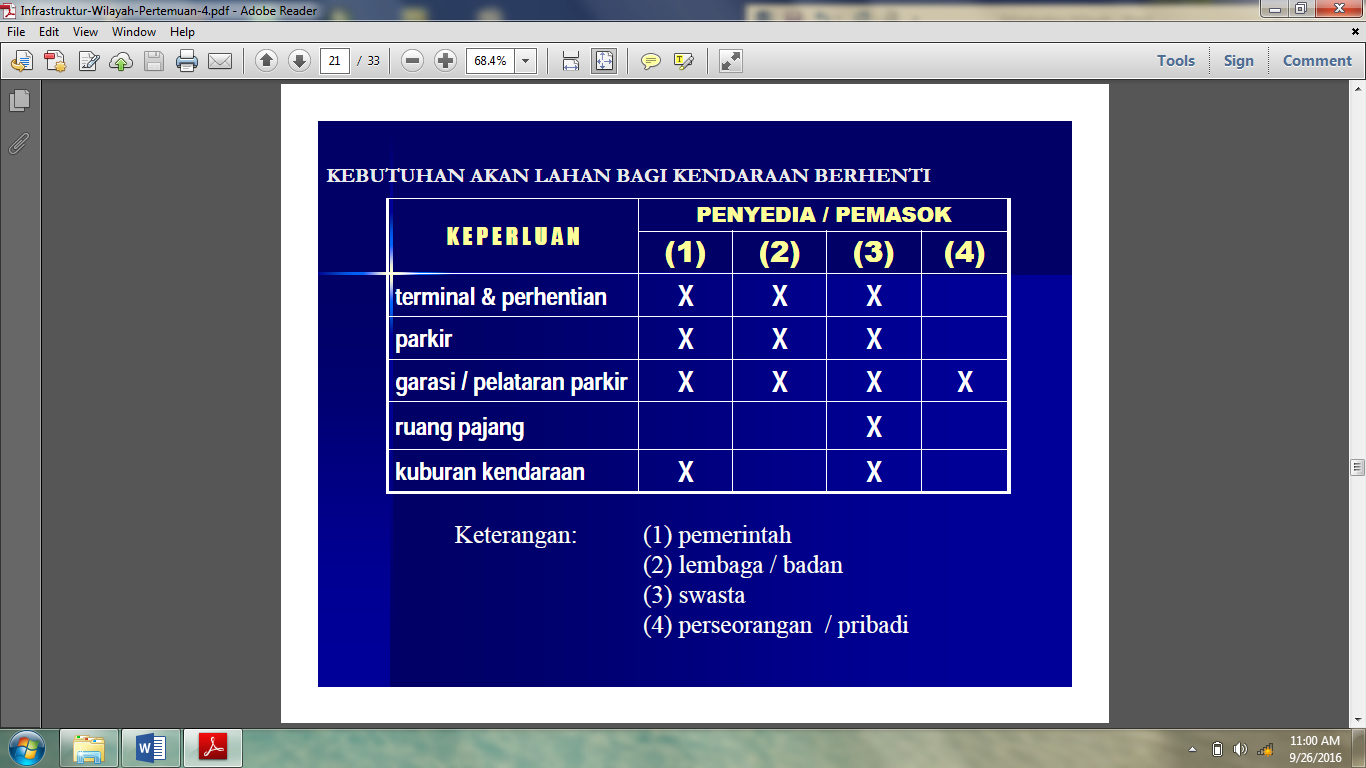 Infrastruktur-Wilayah-Pertemuan-4.pdf - Adobe Reader
File Edit View Window Help
21 / 33 68.4% Tools Sign Comment
KEBUTUHAN AKAN LAHAN BAGI KENDARAAN BERHENTI
KEPERLUAN PENYEDIA / PEMASOK
(1) (2) (3) (4)
terminal & perhentian X X X
parkir X X X
garasi / pelataran parkir X X X X
ruang pajang X
kuburan kendaraan X X
Keterangan: (1) pemerintah
(2) lembaga / badan
(3) swasta
(4) perseorangan / pribadi
11:00 AM
9/26/2016